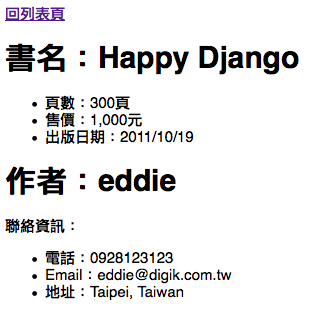 回列表頁
書名：Happy Django
頁數：300頁
售價：1,000元
出版日期：2011/10/19
作者：eddie
聯絡資訊：
電話：0928123123
Email：eddie@digik.com.tw
地址：Taipei, Taiwan